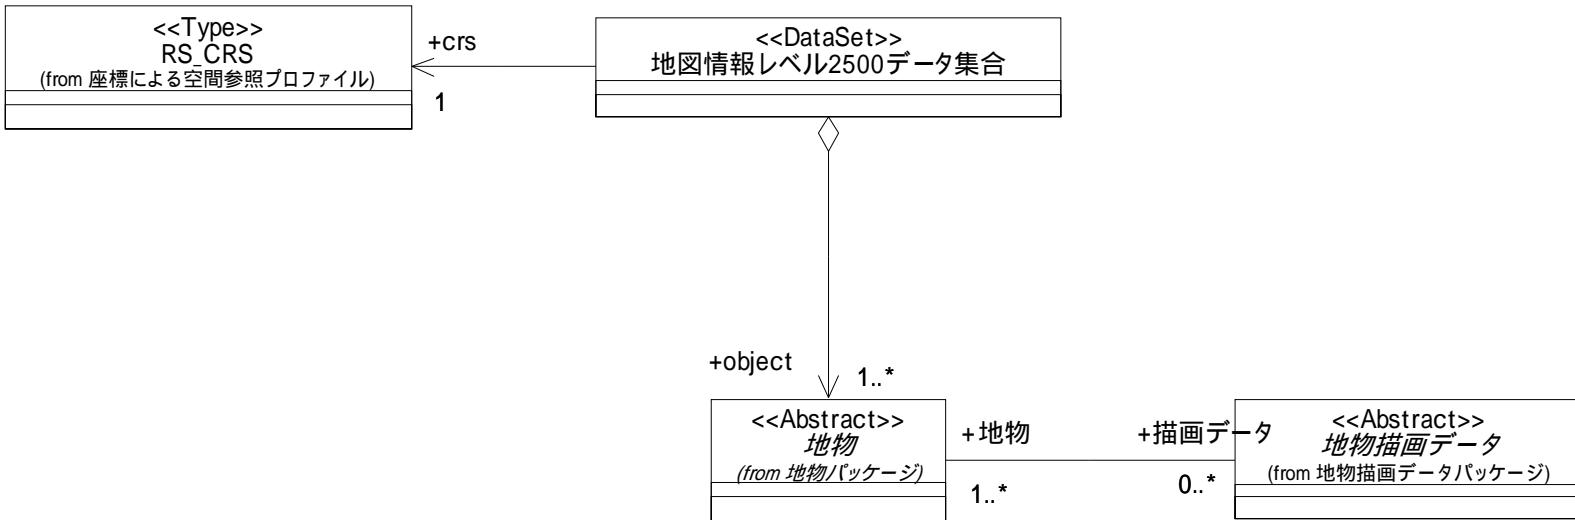 <<Type>>
RS_CRS
(from 座標による空間参照プロファイル)
+crs
1
<<DataSet>>
地図情報レベル2500データ集合
+object
1..*
<<Abstract>>
地物
(from 地物パッケージ)
+地物
1..*
+描画データ
0..*
<<Abstract>>
地物描画データ
(from 地物描画データパッケージ)